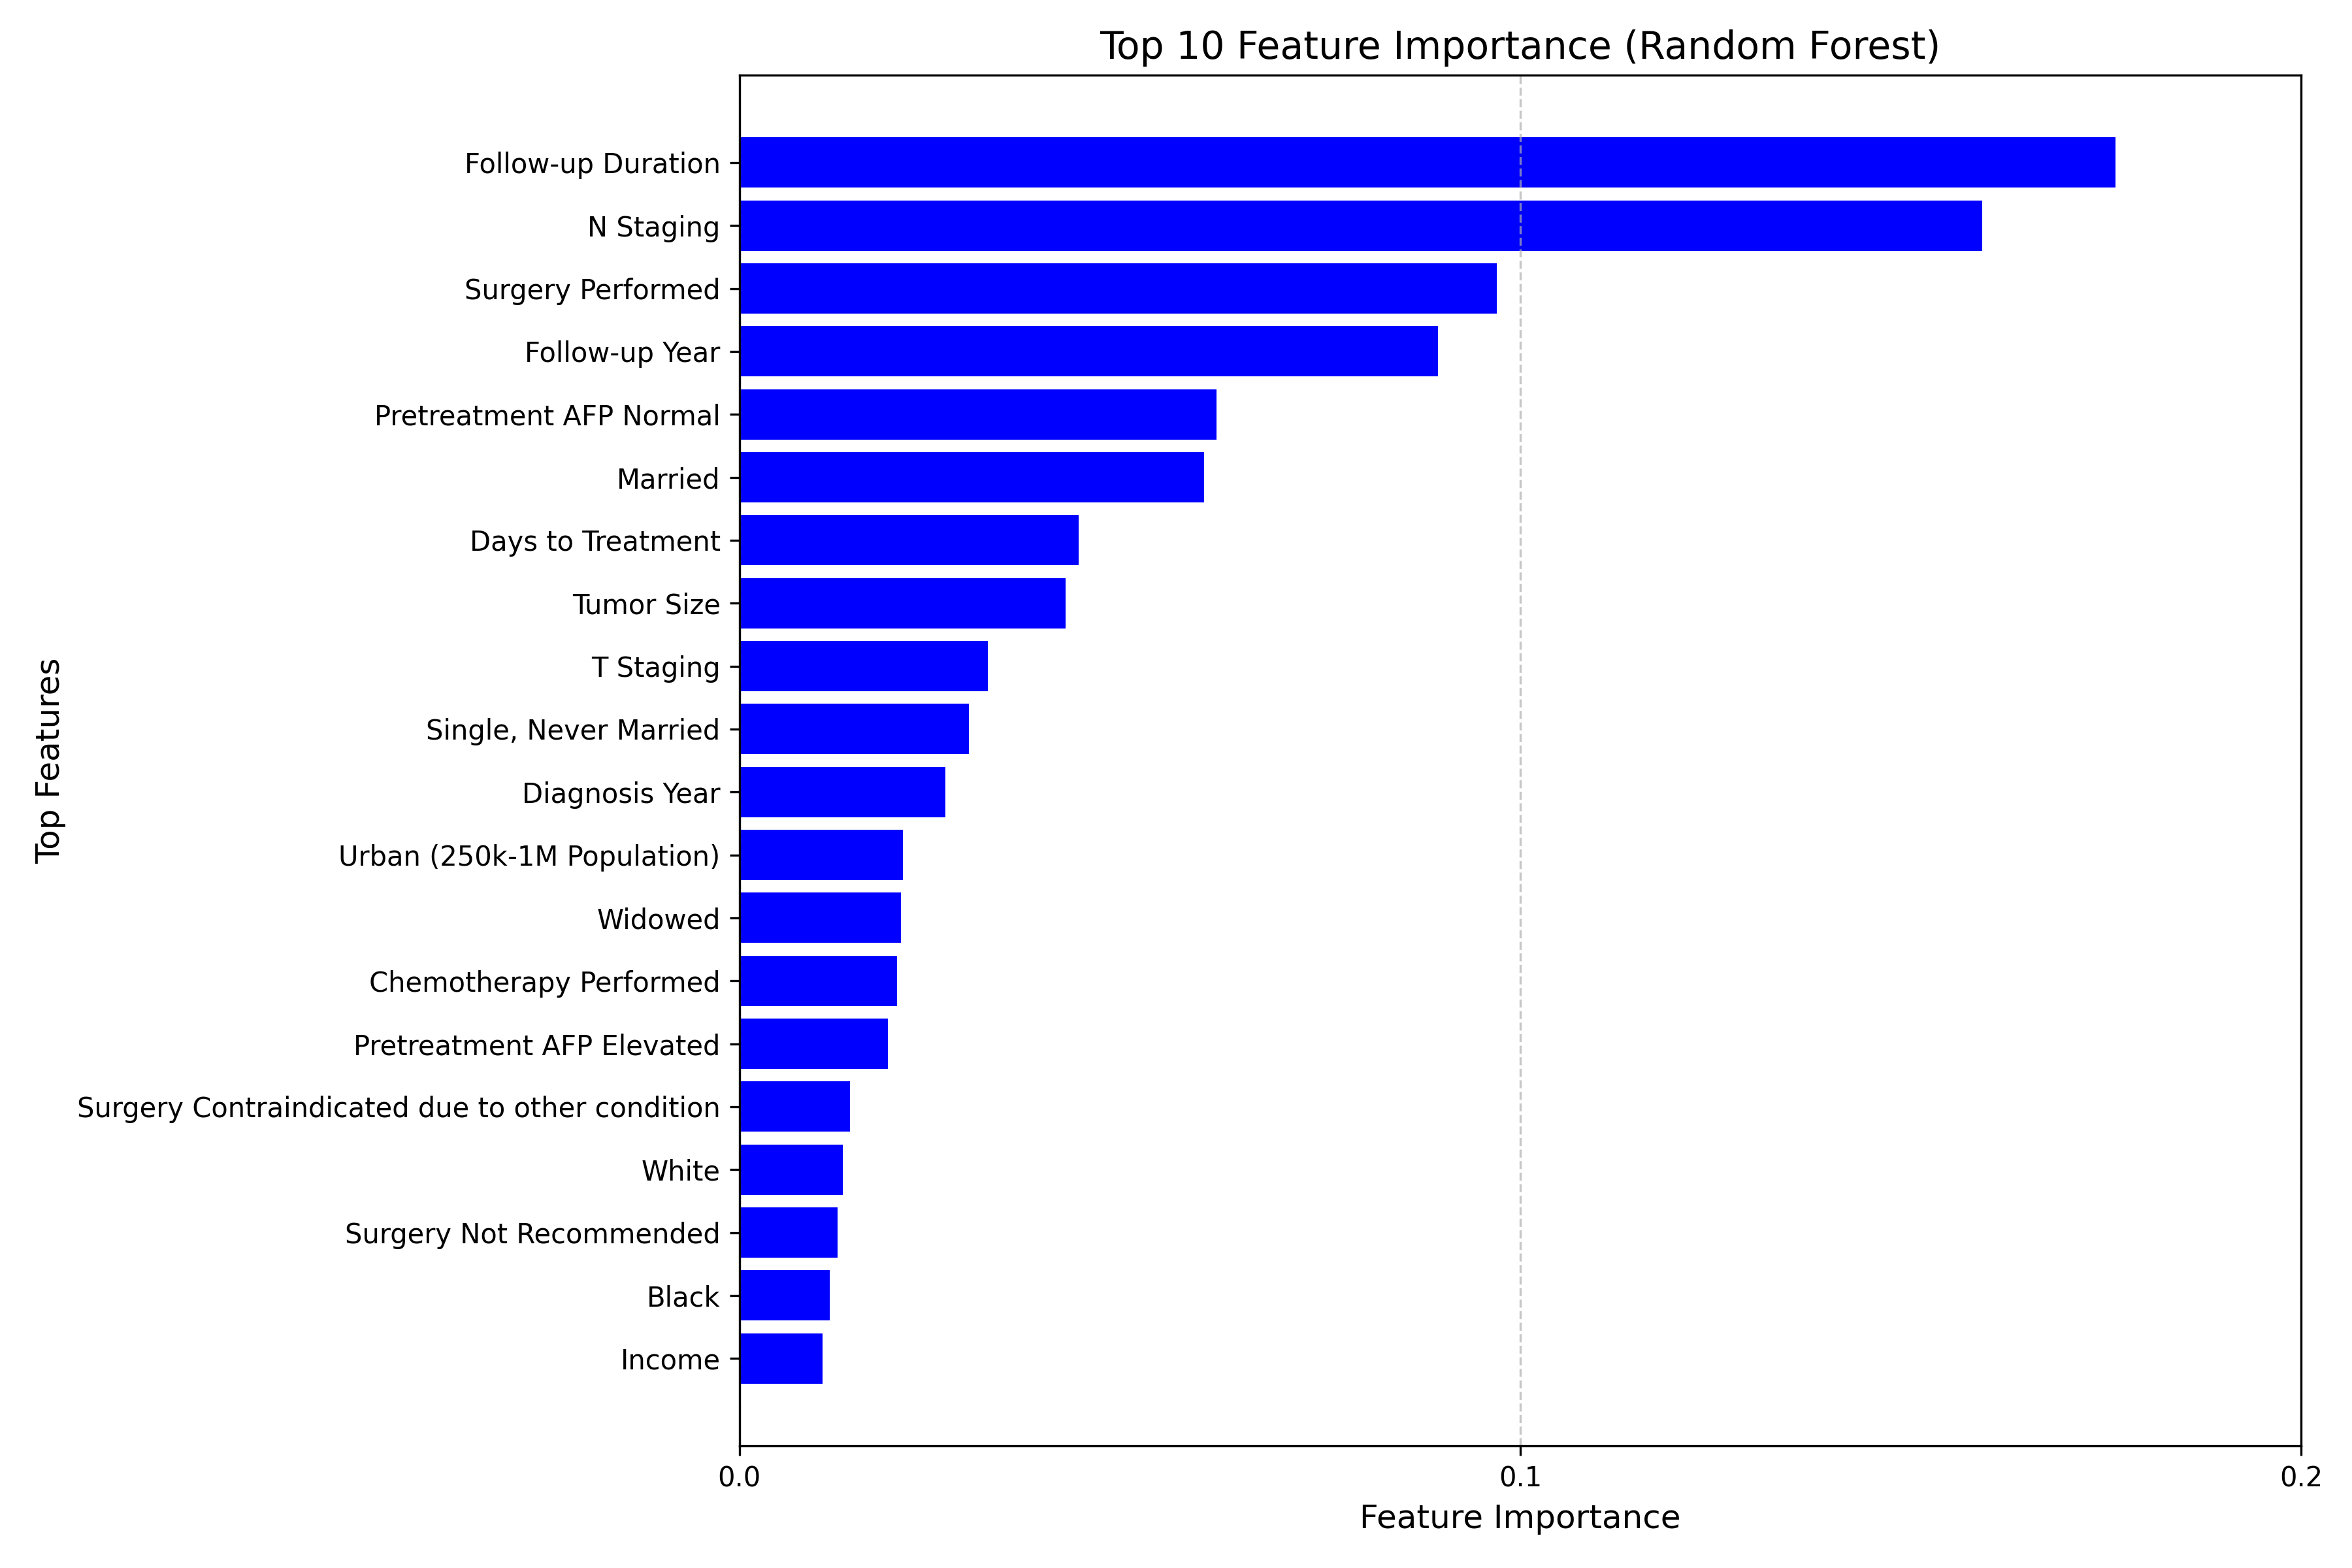 Top 10 Feature Importance (Random Forest)
Follow-up Duration
N Staging
Surgery Performed
Follow-up Year
Pretreatment AFP Normal
Married
Days to Treatment
Tumor Size
T Staging
Single, Never Married
Diagnosis Year
Urban (250k-1M Population)
Widowed
Chemotherapy Performed
Pretreatment AFP Elevated
Surgery Contraindicated due to other condition
White
Surgery Not Recommended
Black
Income
Top Features
0.0
0.1
0.2
Feature Importance